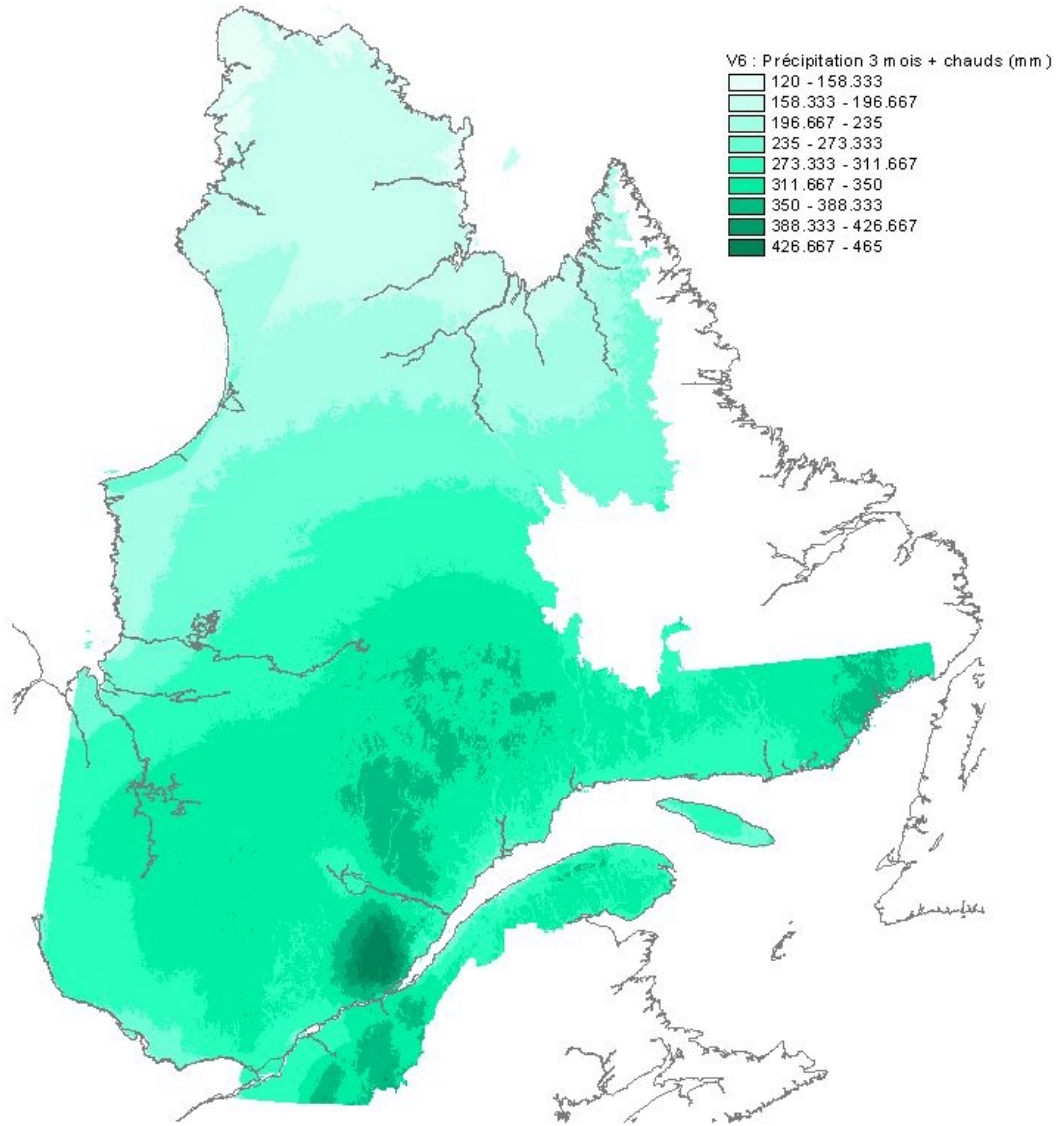 V6 : Précipitation 3 mois + chauds (mm)
120 - 158.333
158.333 - 196.667
196.667 - 235
235 - 273.333
273.333 - 311.667
311.667 - 350
350 - 388.333
388.333 - 426.667
426.667 - 465